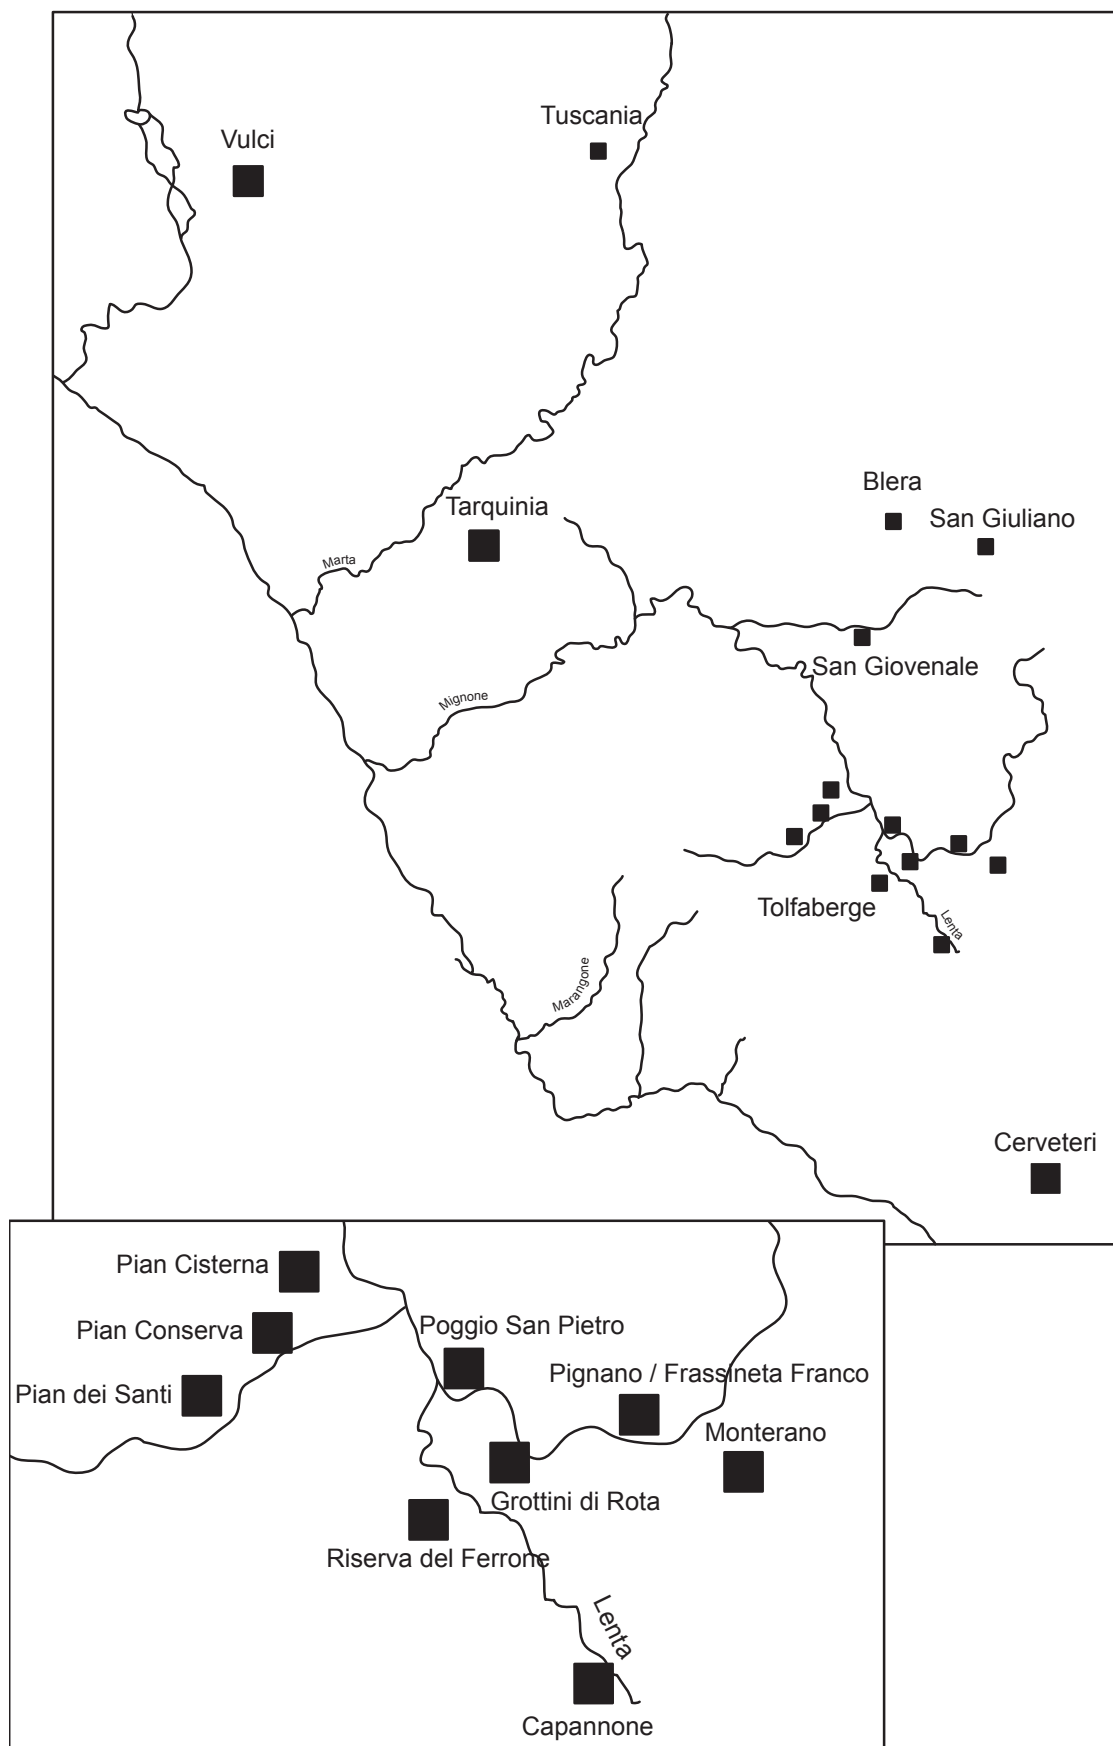 Tuscania
Vulci
Blera
Tarquinia
San Giuliano
Marta
San Giovenale
Mignone
Tolfaberge
Lenta
Marangone
Cerveteri
Pian Cisterna
Pian Conserva
Poggio San Pietro
Pignano / Frassineta Franco
Pian dei Santi
Monterano
Grottini di Rota
Riserva del Ferrone
Lenta
Capannone